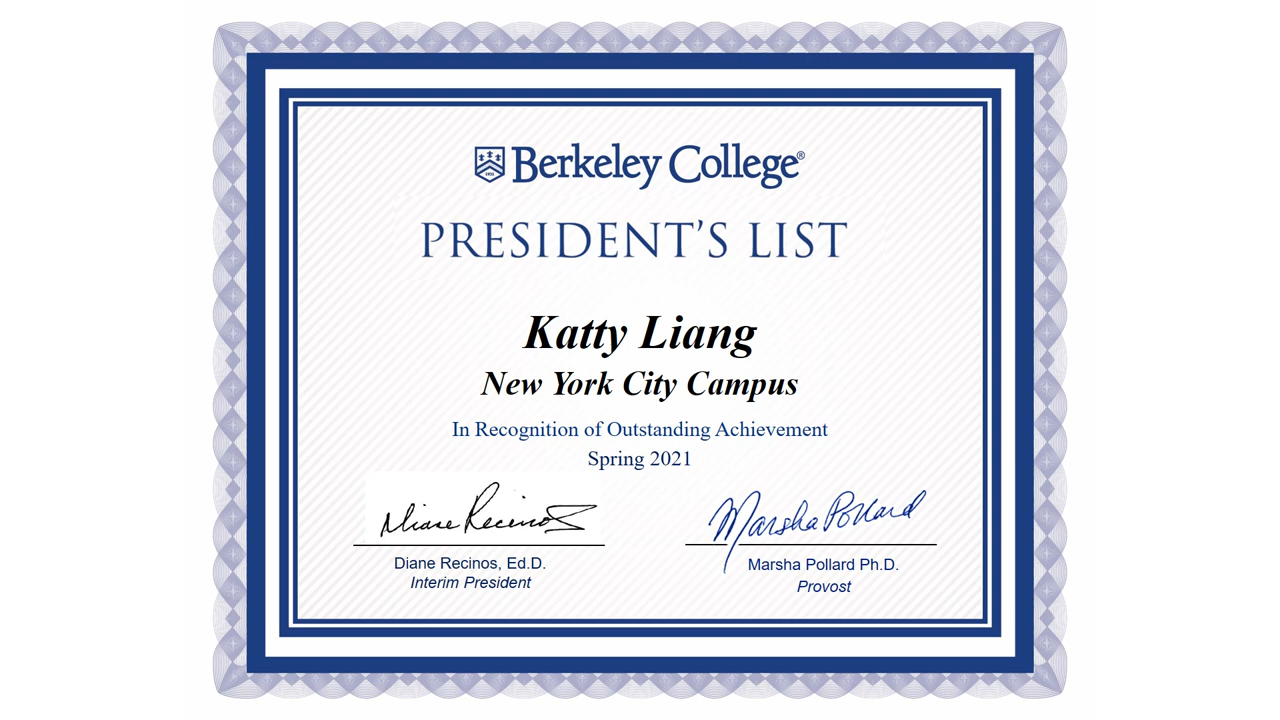 Berkeley College®
PRESIDENT'S LIST
Katty Liang
New York City Campus
In Recognition of Outstanding Achievement
Spring 2021
Diane Recinos
Marsha Pollard
Diane Recinos, Ed.D.
Interim President
Marsha Pollard Ph.D.
Provost